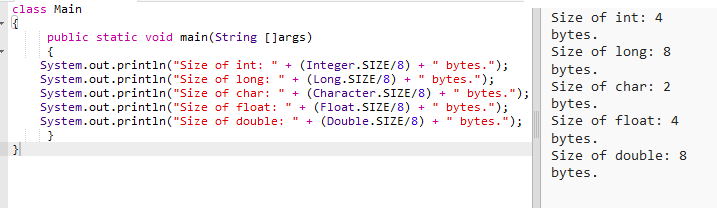 class Main
{
public static void main(String []args)
{
System.out.println("Size of int: " + (Integer.SIZE/8) + " bytes.");
System.out.println("Size of long: " + (Long.SIZE/8) + " bytes.");
System.out.println("Size of char: " + (Character.SIZE/8) + " bytes.");
System.out.println("Size of float: " + (Float.SIZE/8) + " bytes.");
System.out.println("Size of double: " + (Double.SIZE/8) + " bytes.");
}
}
Size of int: 4
bytes.
Size of long: 8
bytes.
Size of char: 2
bytes.
Size of float: 4
bytes.
Size of double: 8
bytes.